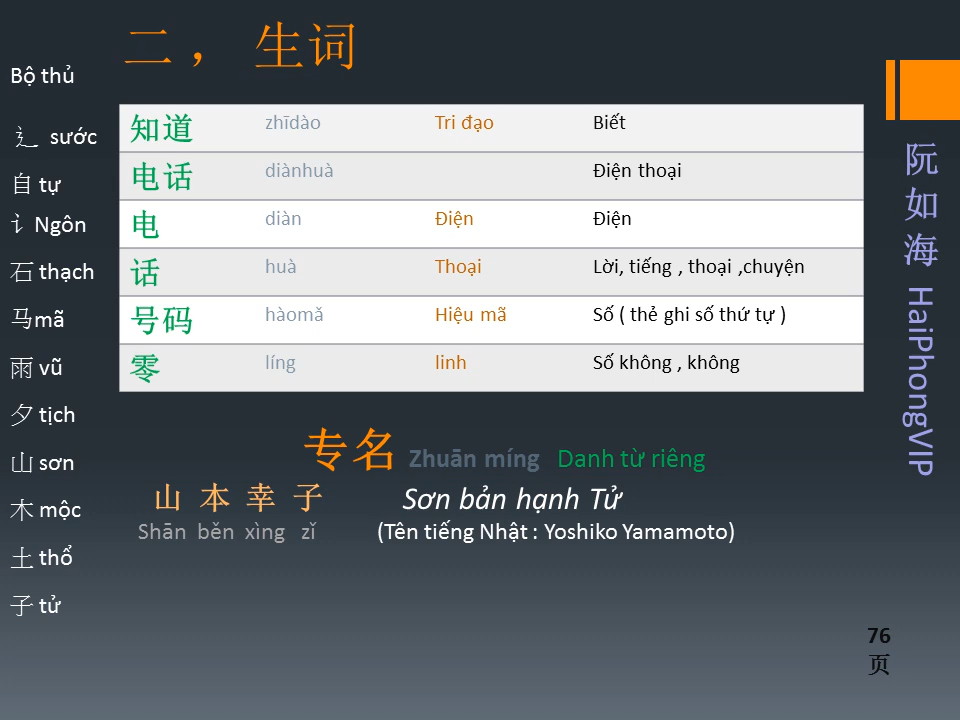 二 ， 生词
Bộ thủ
辶 sước
自 tự
讠Ngôn
石 thạch
马mã
雨 vũ
夕 tịch
山 sơn
木 mộc
土 thổ
子 tử
知道 zhīdào Tri đạo Biết
电话 diànhuà Điện thoại
电 diàn Điện Điện
话 huà Thoại Lời, tiếng , thoại ,chuyện
号码 hàomǎ Hiệu mã Số ( thẻ ghi số thứ tự )
零 líng linh Số không , không
专名 Zhuān míng Danh từ riêng
山 本 幸 子 Sơn bản hạnh Tử
Shān běn xìng zǐ (Tên tiếng Nhật : Yoshiko Yamamoto)
阮如海 HaiPhongVIP
76
页